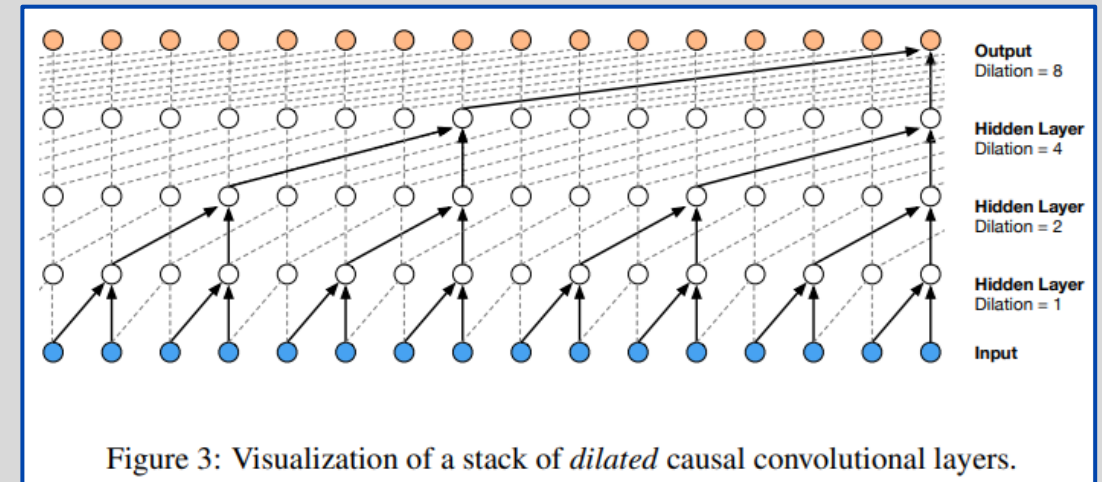 Output
Dilation = 8
Hidden Layer
Dilation = 4
Hidden Layer
Dilation = 2
Hidden Layer
Dilation = 1
Input
Figure 3: Visualization of a stack of dilated causal convolutional layers.